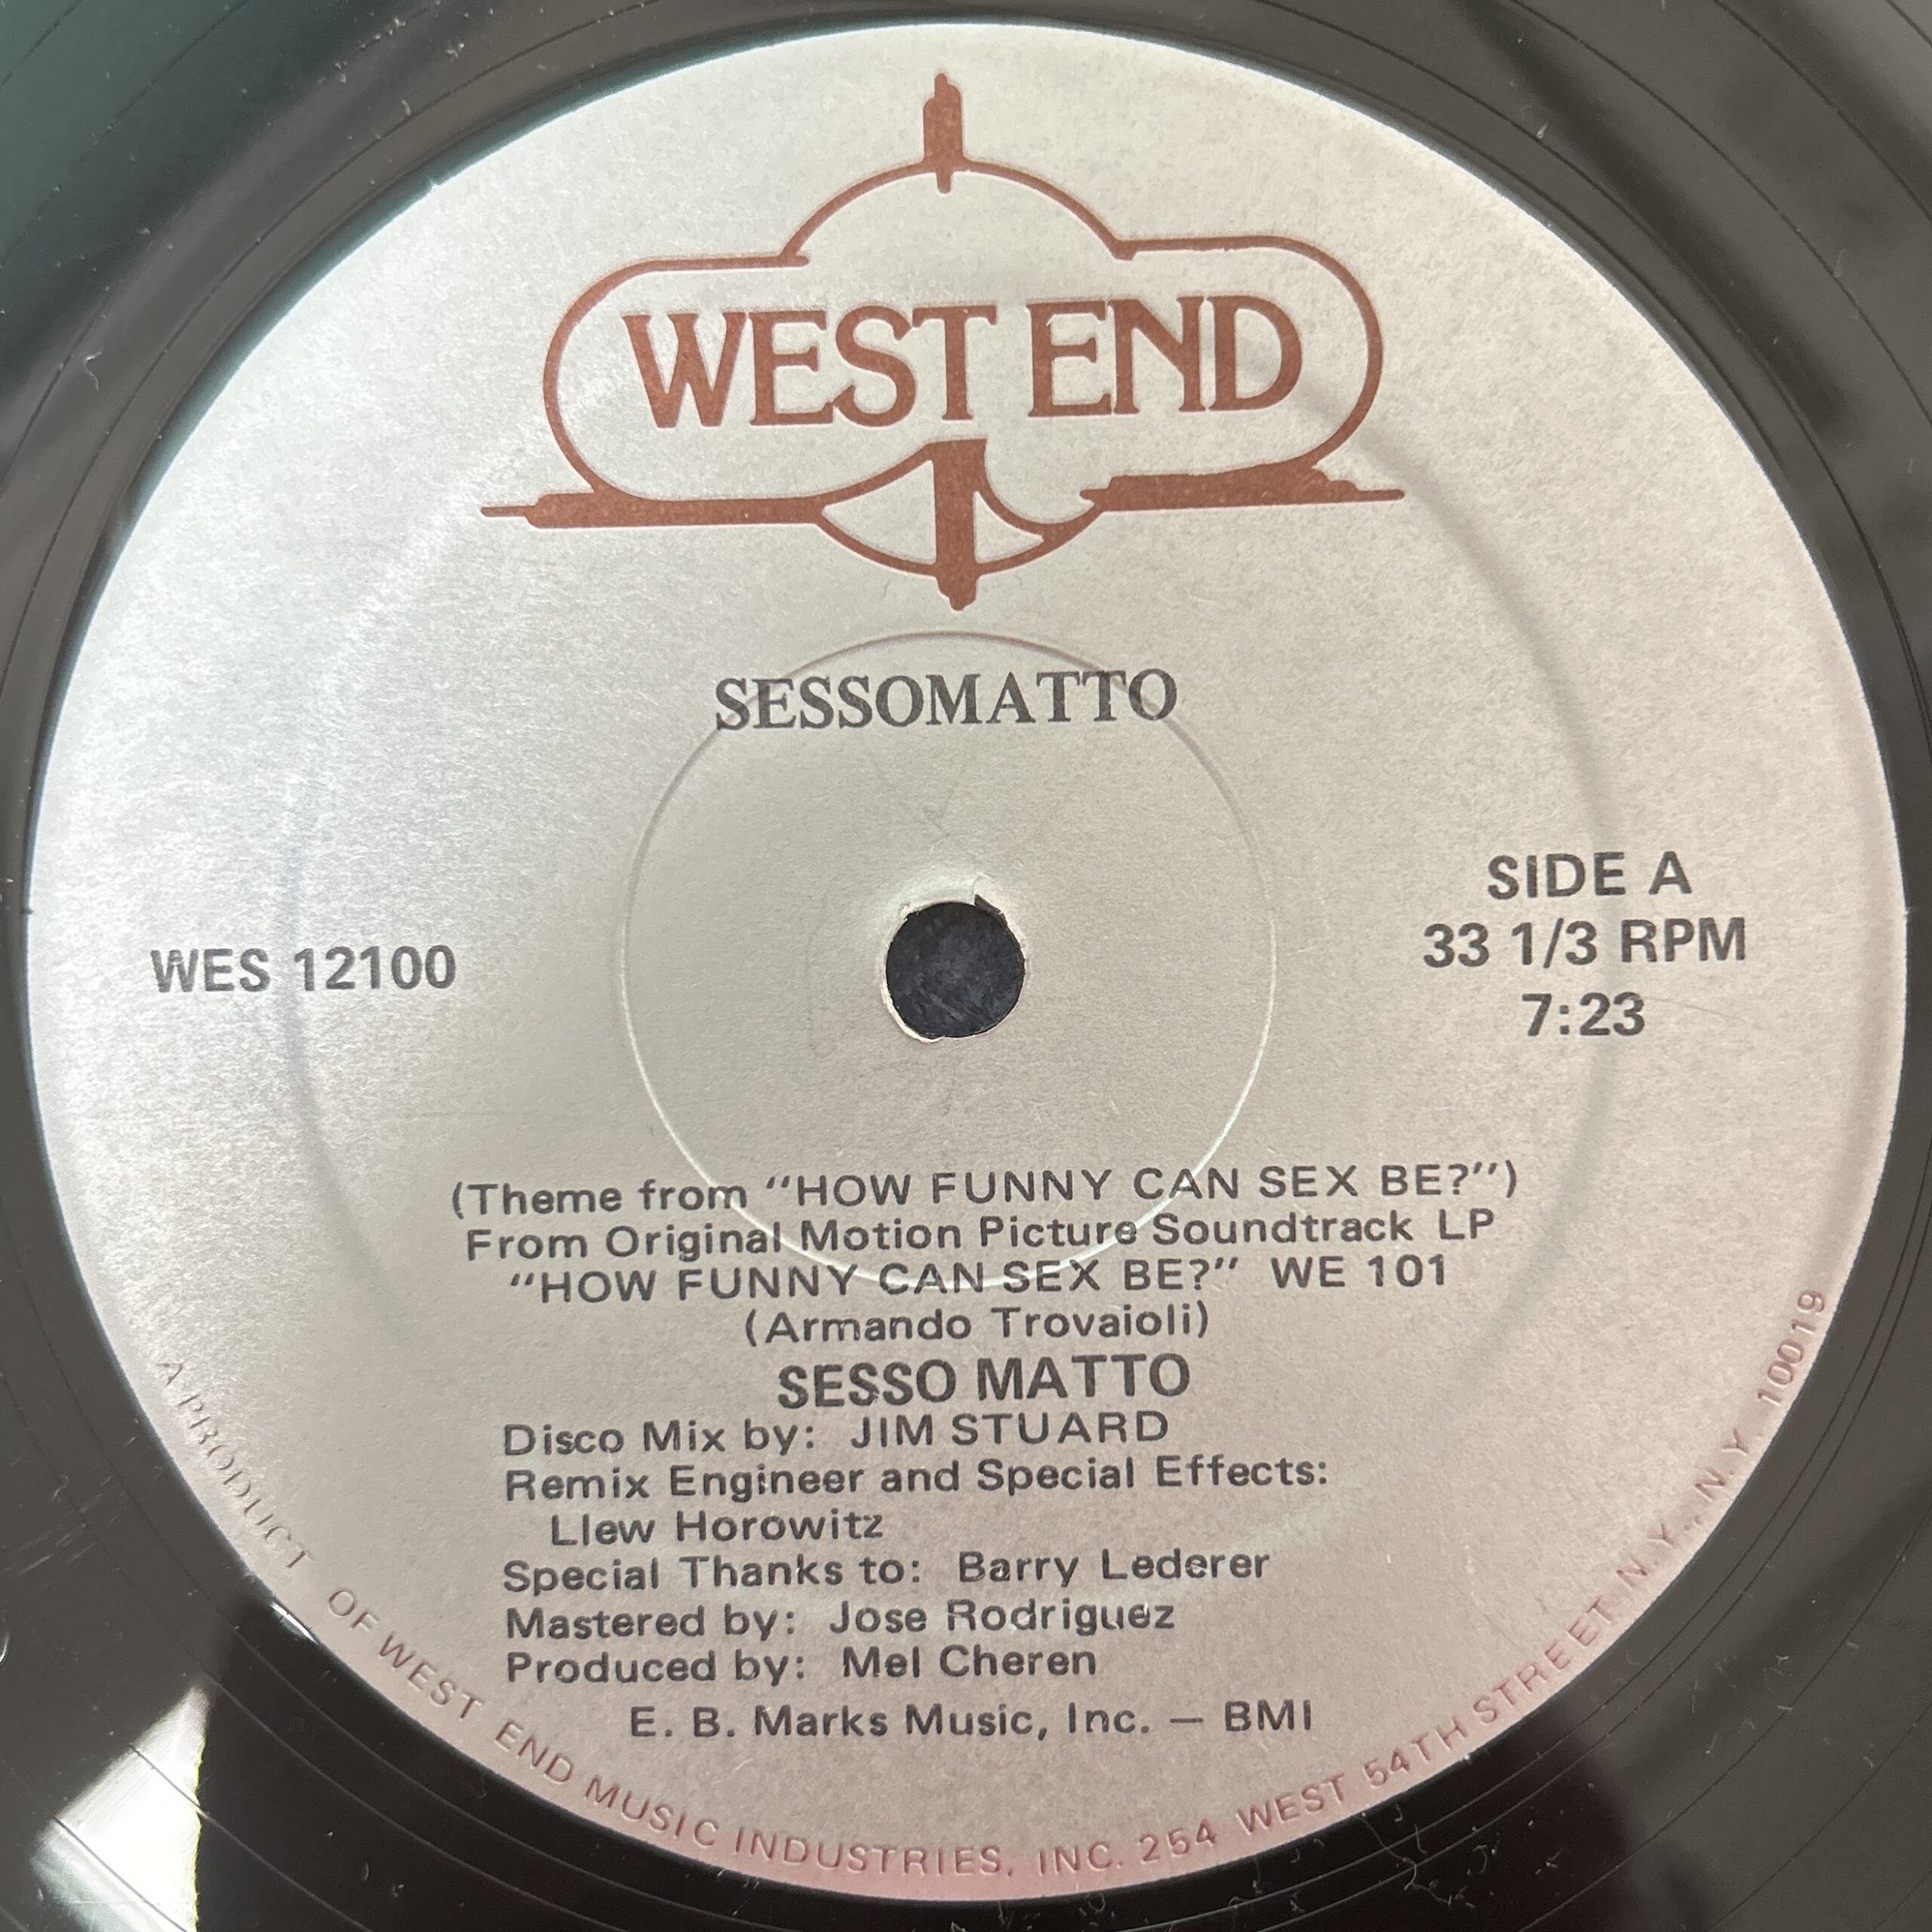 WEST END
SESSOMATTO
WES 12100
SIDE A
33 1/3 RPM
7:23
(Theme from "HOW FUNNY CAN SEX BE?")
From Original Motion Picture Soundtrack LP
"HOW FUNNY CAN SEX BE?" WE 101
(Armando Trovaioli)
SESSO MATTO
Disco Mix by: JIM STUARD
Remix Engineer and Special Effects:
Llew Horowitz
Special Thanks to: Barry Lederer
Mastered by: Jose Rodriguez
Produced by: Mel Cheren
E. B. Marks Music, Inc. — BMI
A PRODUCT OF WEST END MUSIC INDUSTRIES, INC. 254 WEST 54TH STREET N.Y., N.Y. 10019